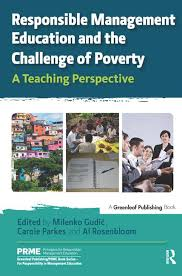 Responsible Management
Education and the
Challenge of Poverty
A Teaching Perspective
A Greenleaf Publishing Book
Edited by Milenko Gudić,
Carole Parkes and Al Rosenbloom
PRME Principles for Responsible
Management Education
Greenleaf Publishing/PRME Book Series –
For Responsibility in Management Education
R